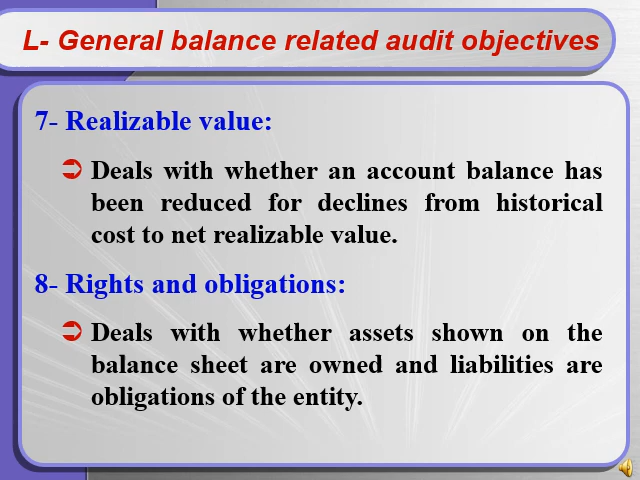 L- General balance related audit objectives
7- Realizable value:
Deals with whether an account balance has
been reduced for declines from historical
cost to net realizable value.
8- Rights and obligations:
Deals with whether assets shown on the
balance sheet are owned and liabilities are
obligations of the entity.